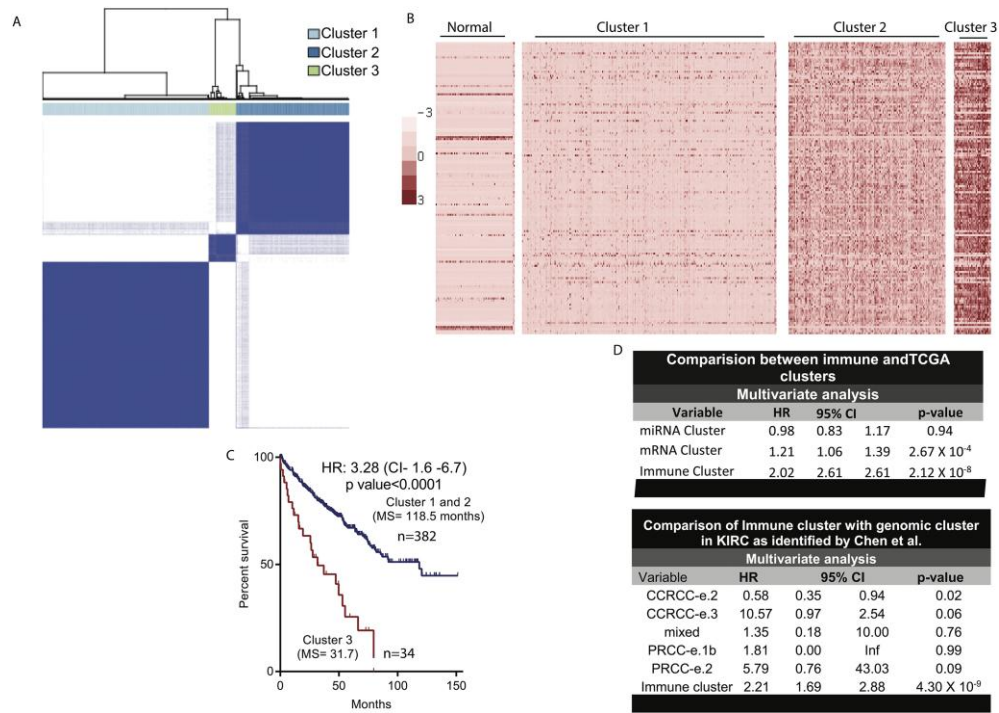 A
Cluster 1
Cluster 2
Cluster 3
B
Normal
Cluster 1
Cluster 2
Cluster 3
-3
0
3
C
100
50
0
Percent survival
HR: 3.28 (CI- 1.6 -6.7)
p value<0.0001
Cluster 1 and 2
(MS= 118.5 months)
n=382
Cluster 3
(MS= 31.7)
n=34
0 50 100 150
Months
D
Comparision between immune andTCGA
clusters
Multivariate analysis
Variable HR 95% CI p-value
miRNA Cluster 0.98 0.83 1.17 0.94
mRNA Cluster 1.21 1.06 1.39 2.67 X 10⁻⁴
Immune Cluster 2.02 2.61 2.61 2.12 X 10⁻⁸
Comparison of Immune cluster with genomic cluster
in KIRC as identified by Chen et al.
Multivariate analysis
Variable HR 95% CI p-value
CCRCC-e.2 0.58 0.35 0.94 0.02
CCRCC-e.3 10.57 0.97 2.54 0.06
mixed 1.35 0.18 10.00 0.76
PRCC-e.1b 1.81 0.00 Inf 0.99
PRCC-e.2 5.79 0.76 43.03 0.09
Immune cluster 2.21 1.69 2.88 4.30 X 10⁻⁹